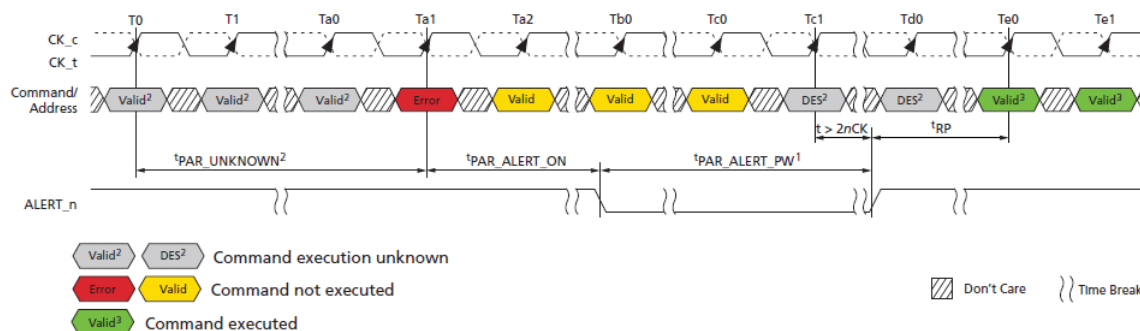 T0 T1 Ta0 Ta1 Ta2 Tb0 Tc0 Tc1 Td0 Te0 Te1
CK_c
CK_t
Command/
Address
Valid² Valid² Valid² Error Valid Valid Valid DES² DES² Valid³ Valid³
t > 2nCK tRP
tPAR_UNKNOWN² tPAR_ALERT_ON tPAR_ALERT_PW¹
ALERT_n
Valid² DES² Command execution unknown
Error Valid Command not executed
Don't Care Time Break
Valid³ Command executed